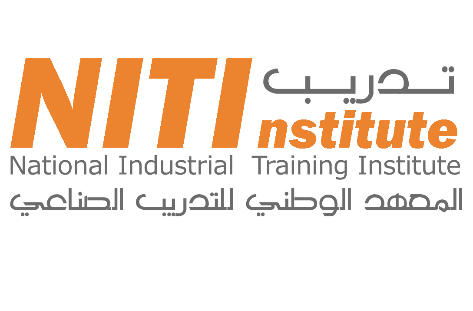 NITI تدريب
nstitute
National Industrial Training Institute
المعهد الوطني للتدريب الصناعي